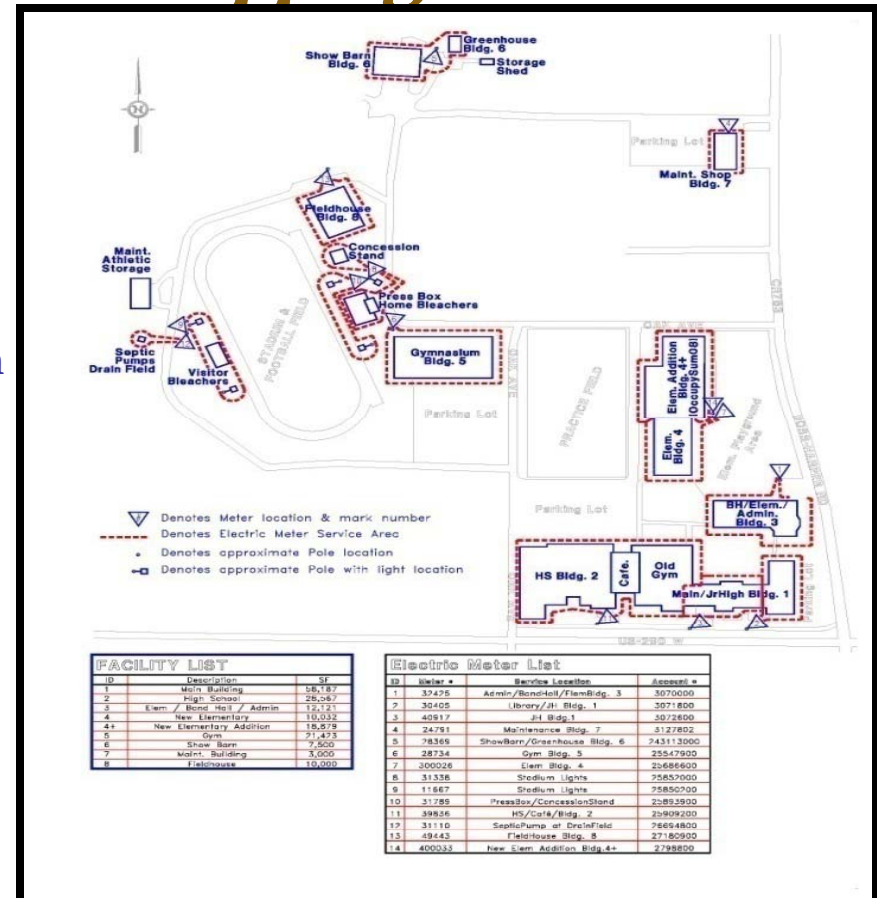 Greenhouse
Bldg. 6
Show Barn
Bldg. 6
Storage
Shed
Parking Lot
Maint. Shop
Bldg. 7
Fieldhouse
Bldg. 8
Concession
Stand
Maint.
Athletic
Storage
Press Box
Home Bleachers
STADIUM &
FOOTBALL FIELD
Septic
Pumps
Drain Field
Visitor
Bleachers
Gymnasium
Bldg. 5
OAK AVE
OAK AVE
Parking Lot
PRACTICE FIELD
Elem. Addition
Bldg. 4+
(OccupySum08)
Elem.
Bldg. 4
Elem. Playground
Area
Parking Lot
BH/Elem./
Admin.
Bldg. 3
HS Bldg. 2
Cafe.
Old
Gym
Main/JrHigh Bldg. 1
Parking Lot
US-290 W
Denotes Meter location & mark number
Denotes Electric Meter Service Area
Denotes approximate Pole location
Denotes approximate Pole with light location
FACILITY LIST
ID Description SF
1 Main Building 58,187
2 High School 28,567
3 Elem / Band Hall / Admin 12,121
4 New Elementary 10,032
4+ New Elementary Addition 18,879
5 Gym 21,423
6 Show Barn 7,500
7 Maint. Building 3,000
8 Fieldhouse 10,000
Electric Meter List
ID Meter # Service Location Account #
1 32425 Admin/BandHall/ElemBldg. 3 3070000
2 30405 Library/JH Bldg. 1 3071800
3 40917 JH Bldg.1 3072600
4 24791 Maintenance Bldg. 7 3127802
5 28369 ShowBarn/Greenhouse Bldg. 6 243113000
6 28734 Gym Bldg. 5 25547900
7 300026 Elem Bldg. 4 25686600
8 31338 Stadium Lights 25852000
9 11667 Stadium Lights 25850200
10 31789 PressBox/ConcessionStand 25893900
11 39836 HS/Café/Bldg. 2 25909200
12 31110 SepticPump at DrainField 26694800
13 49443 FieldHouse Bldg. 8 27180900
14 400033 New Elem Addition Bldg.4+ 2798800